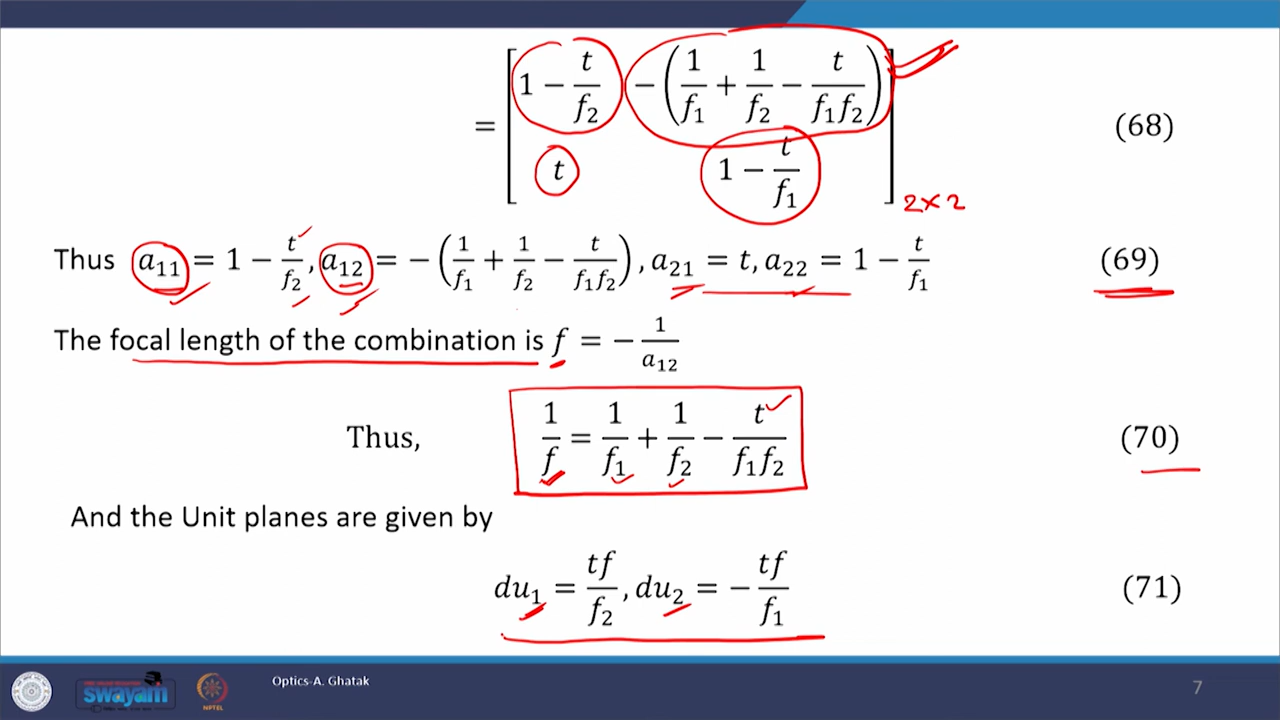 = [ 1 − t/f₂   −(1/f₁ + 1/f₂ − t/(f₁f₂)) (68)
t   1 − t/f₁ ] 2×2
Thus a₁₁ = 1 − t/f₂, a₁₂ = −(1/f₁ + 1/f₂ − t/(f₁f₂)), a₂₁ = t, a₂₂ = 1 − t/f₁ (69)
The focal length of the combination is f = − 1/a₁₂
Thus, 1/f = 1/f₁ + 1/f₂ − t/(f₁f₂) (70)
And the Unit planes are given by
du₁ = tf/f₂, du₂ = − tf/f₁ (71)
Optics-A. Ghatak
swayam
NPTEL
7